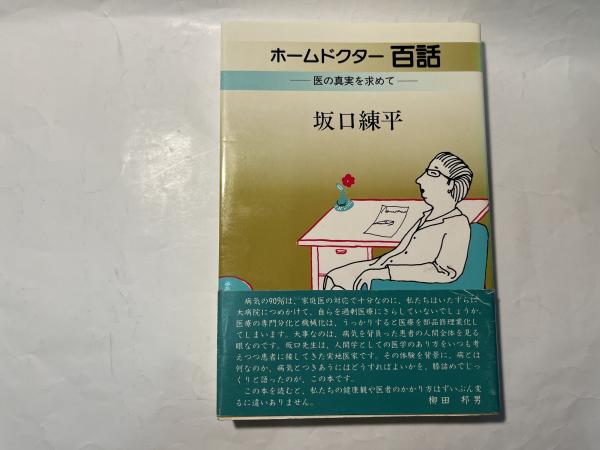 ホームドクター 百話
── 医の真実を求めて ──
坂口練平
病気の90％は、家庭医の対応で十分なのに、私たちはいたずらに
大病院につめかけて、自らを過剰医療にさらしていないでしょうか。
医療の専門分化と機械化は、うっかりすると医療を部品修理業化し
てしまいます。大事なのは、病気を背負った患者の人間全体を見る
眼なのです。坂口先生は、人間学としての医学のあり方をいつも考
えつつ患者に接してきた実地医家です。その体験を背景に、病とは
何なのか、病気とつきあうにはどうすればよいかを、膝詰めでじっ
くりと語ったのが、この本です。
この本を読むと、私たちの健康観や医者のかかり方はずいぶん変
るに違いありません。
柳田 邦男